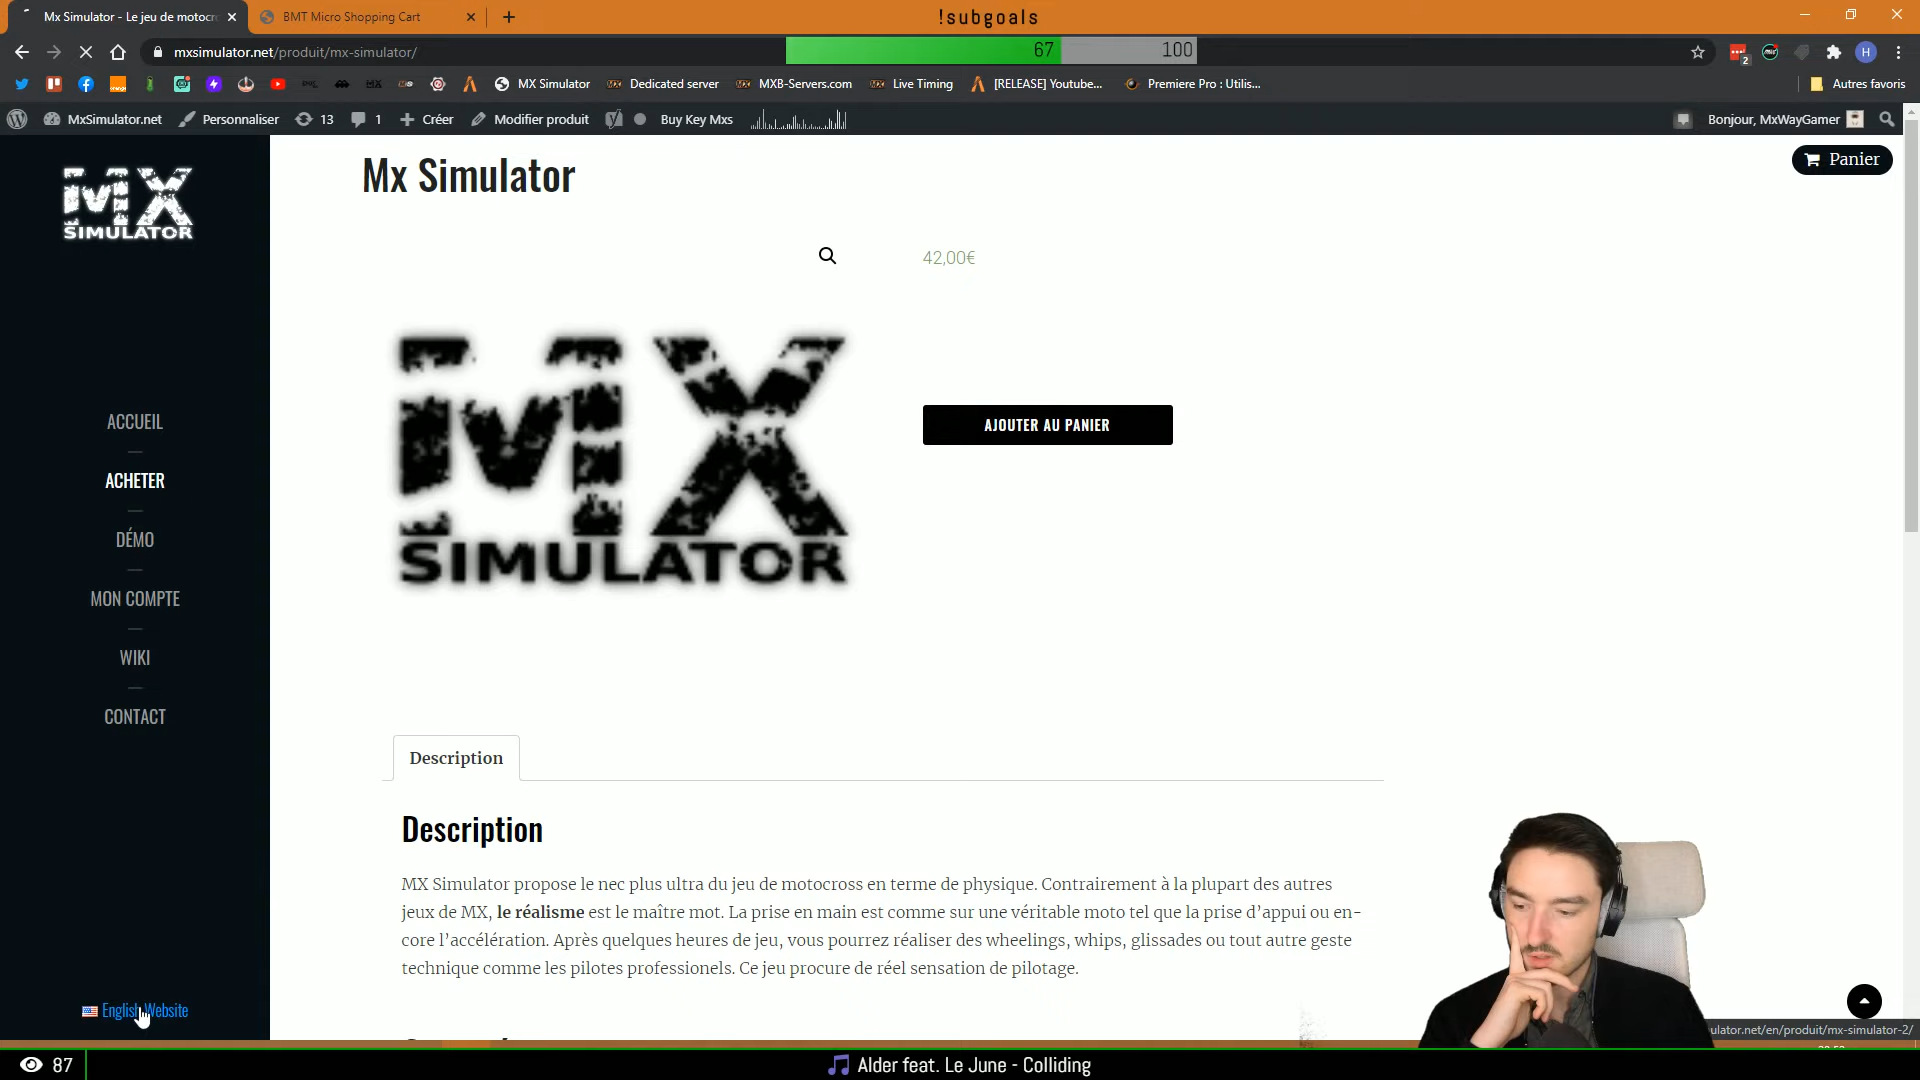 Mx Simulator - Le jeu de motocr
BMT Micro Shopping Cart
!subgoals
mxsimulator.net/produit/mx-simulator/
67
100
2
H
MX Simulator
Dedicated server
MXB-Servers.com
Live Timing
[RELEASE] Youtube...
Premiere Pro : Utilis...
Autres favoris
MxSimulator.net
Personnaliser
13
1
Créer
Modifier produit
Buy Key Mxs
Bonjour, MxWayGamer
MX
SIMULATOR
Mx Simulator
Panier
42,00€
MX
SIMULATOR
AJOUTER AU PANIER
ACCUEIL
ACHETER
DÉMO
MON COMPTE
WIKI
CONTACT
Description
Description
MX Simulator propose le nec plus ultra du jeu de motocross en terme de physique. Contrairement à la plupart des autres
jeux de MX, le réalisme est le maître mot. La prise en main est comme sur une véritable moto tel que la prise d'appui ou en-
core l'accélération. Après quelques heures de jeu, vous pourrez réaliser des wheelings, whips, glissades ou tout autre geste
technique comme les pilotes professionels. Ce jeu procure de réel sensation de pilotage.
English Website
ulator.net/en/produit/mx-simulator-2/
87
Alder feat. Le June - Colliding